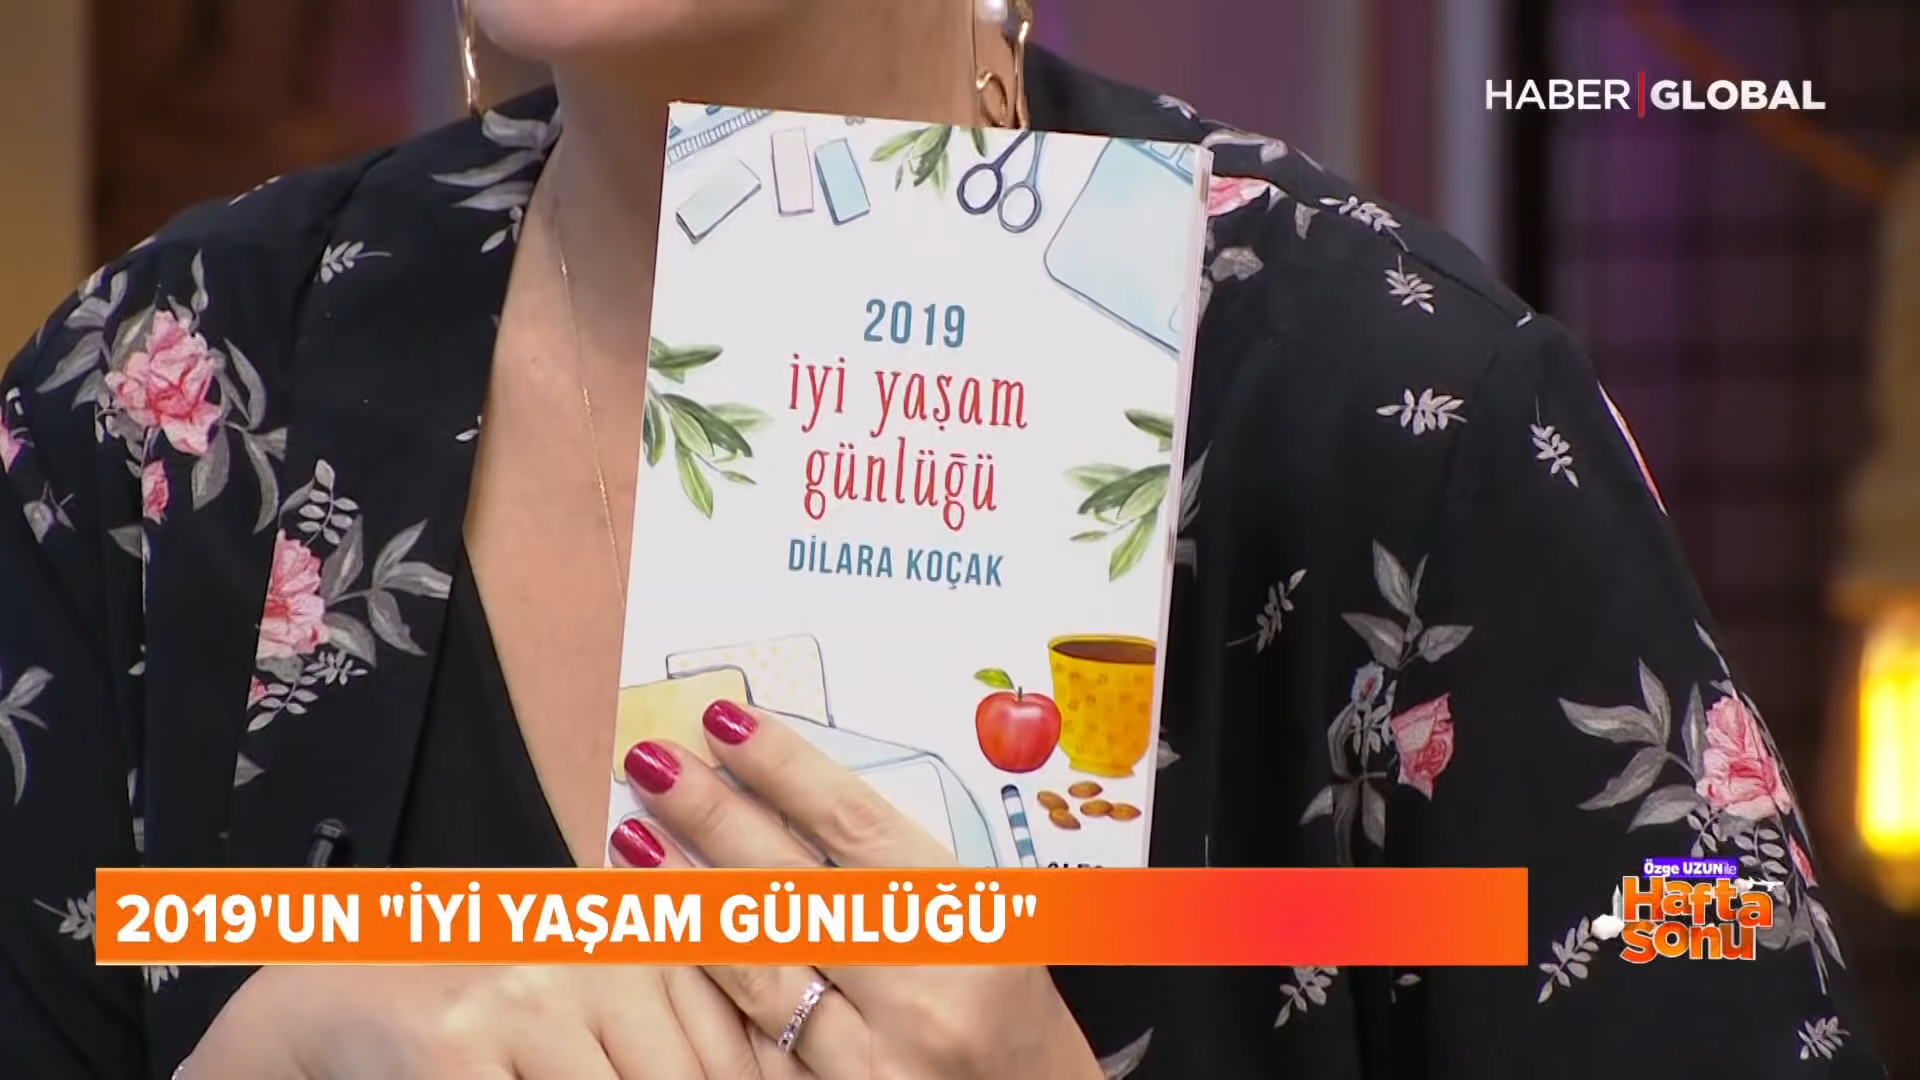 HABER|GLOBAL
2019
iyi yaşam
günlüğü
DİLARA KOÇAK
2019'UN "İYİ YAŞAM GÜNLÜĞÜ"
Özge UZUN ile
Hafta
sonu